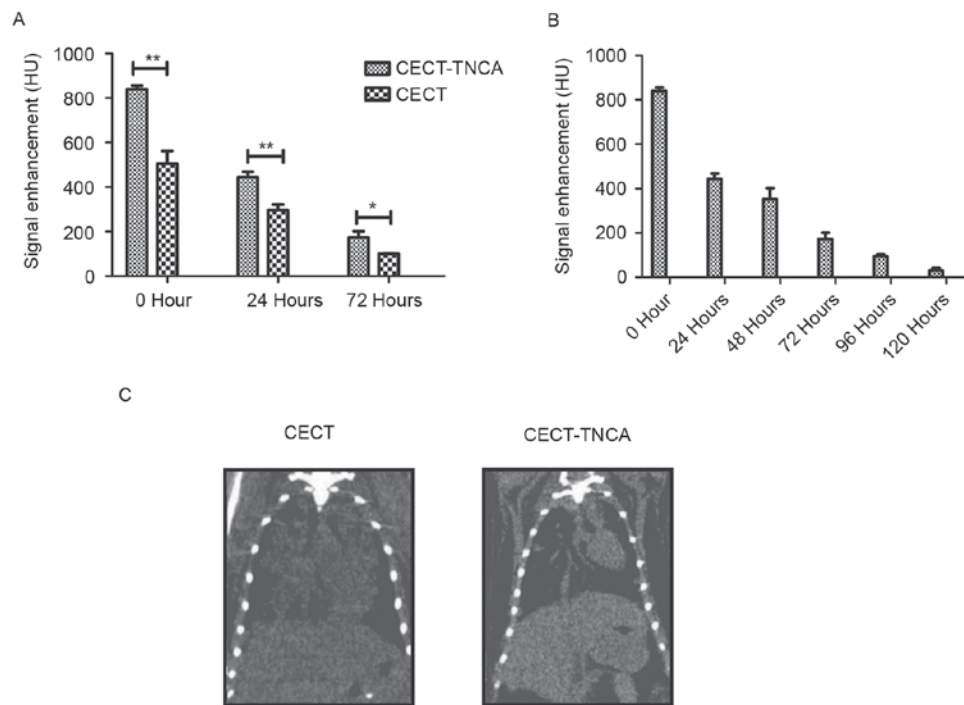 A
Signal enhancement (HU)
1000
800
600
400
200
0
**
**
*
CECT-TNCA
CECT
0 Hour
24 Hours
72 Hours
B
Signal enhancement (HU)
1000
800
600
400
200
0
0 Hour
24 Hours
48 Hours
72 Hours
96 Hours
120 Hours
C
CECT
CECT-TNCA